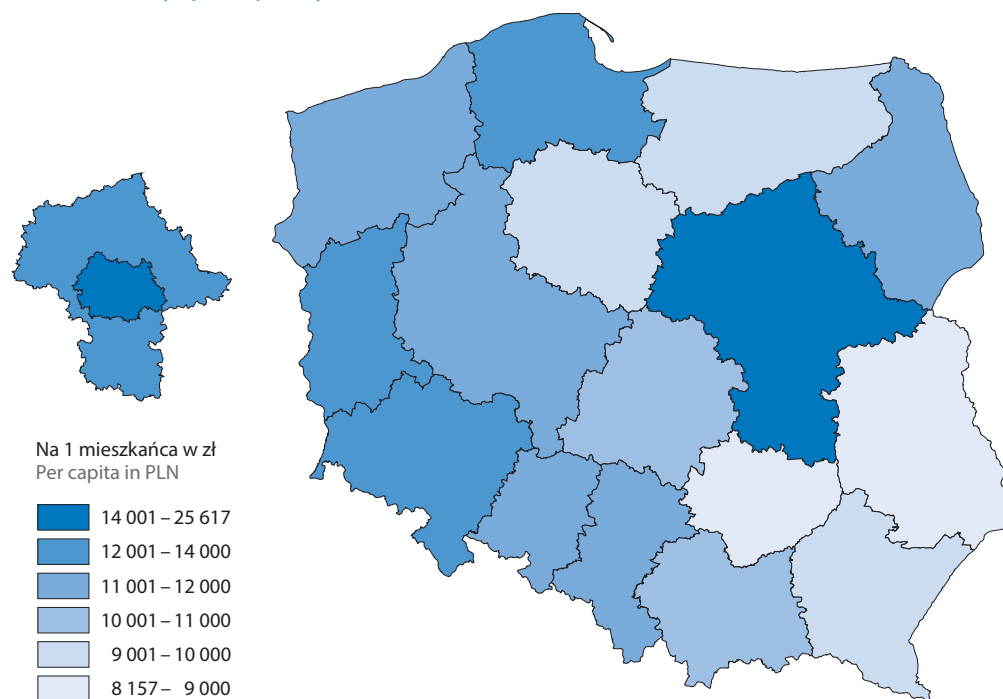 Na 1 mieszkańca w zł
Per capita in PLN
14 001 – 25 617
12 001 – 14 000
11 001 – 12 000
10 001 – 11 000
9 001 – 10 000
8 157 – 9 000